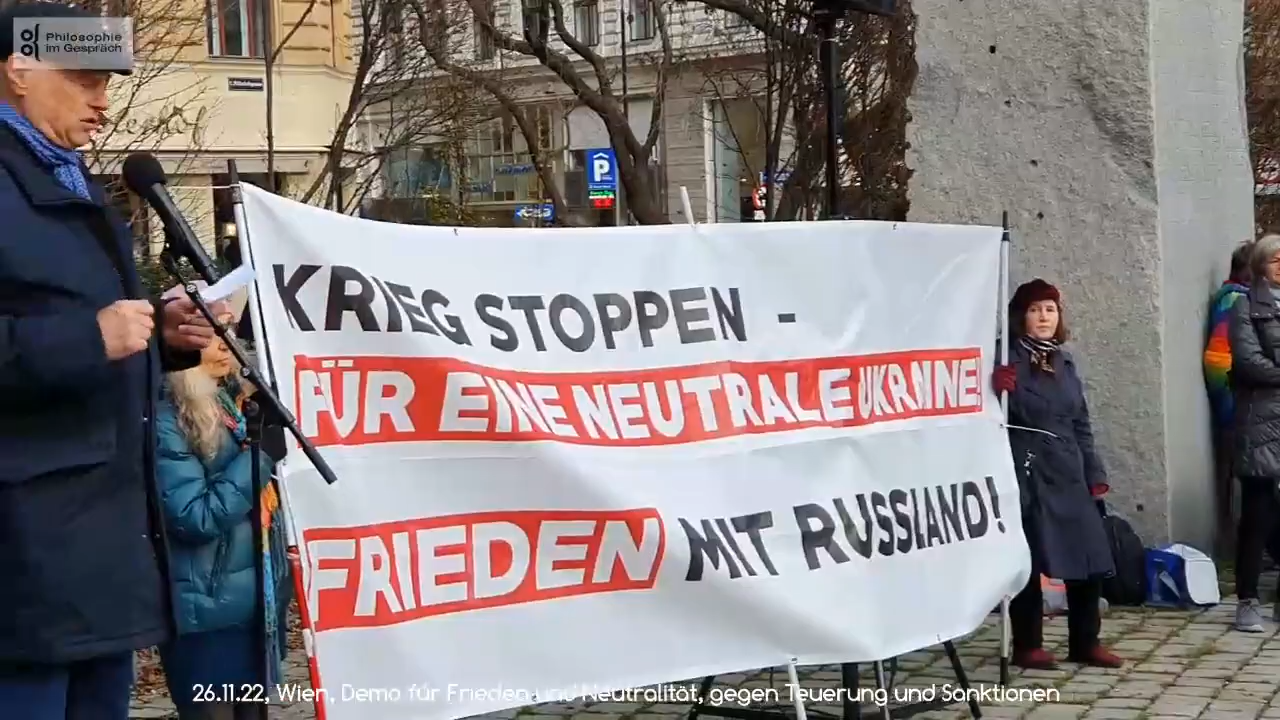 Philosophie
im Gespräch
P
KRIEG STOPPEN -
FÜR EINE NEUTRALE UKRAINE!
FRIEDEN MIT RUSSLAND!
26.11.22, Wien, Demo für Frieden und Neutralität, gegen Teuerung und Sanktionen